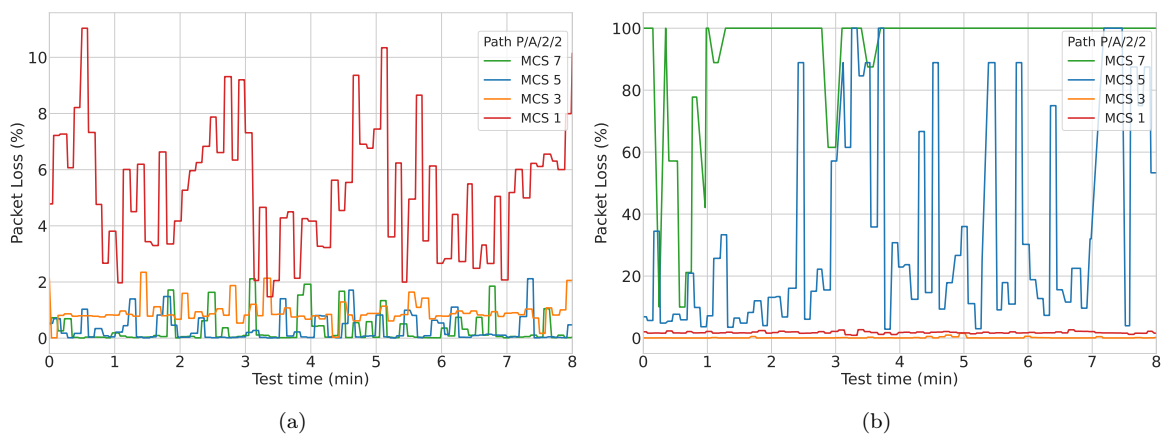 Packet Loss (%)
10
8
6
4
2
0
0 1 2 3 4 5 6 7 8
Test time (min)
Path P/A/2/2
MCS 7
MCS 5
MCS 3
MCS 1
(a)
Packet Loss (%)
100
80
60
40
20
0
0 1 2 3 4 5 6 7 8
Test time (min)
Path P/A/2/2
MCS 7
MCS 5
MCS 3
MCS 1
(b)